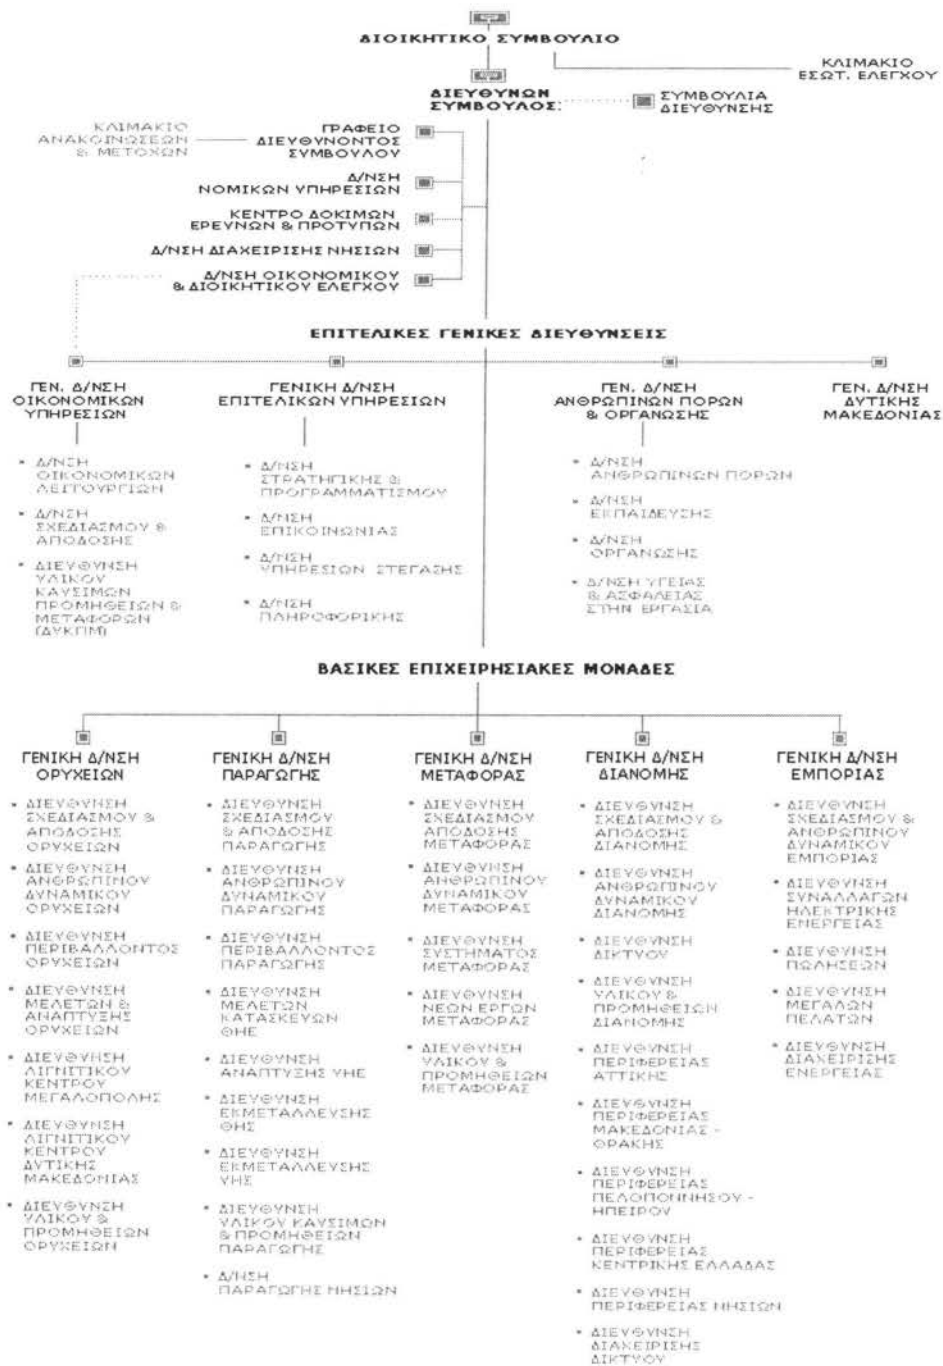 ΔΙΟΙΚΗΤΙΚΟ ΣΥΜΒΟΥΛΙΟ
ΚΛΙΜΑΚΙΟ
ΕΣΩΤ. ΕΛΕΓΧΟΥ
ΔΙΕΥΘΥΝΩΝ
ΣΥΜΒΟΥΛΟΣ:
ΣΥΜΒΟΥΛΙΑ
ΔΙΕΥΘΥΝΣΗΣ
ΚΛΙΜΑΚΙΟ
ΑΝΑΚΟΙΝΩΣΕΩΝ
& ΜΕΤΟΧΩΝ
ΓΡΑΦΕΙΟ
ΔΙΕΥΘΥΝΟΝΤΟΣ
ΣΥΜΒΟΥΛΟΥ
Δ/ΝΣΗ
ΝΟΜΙΚΩΝ ΥΠΗΡΕΣΙΩΝ
ΚΕΝΤΡΟ ΔΟΚΙΜΩΝ
ΕΡΕΥΝΩΝ & ΠΡΟΤΥΠΩΝ
Δ/ΝΣΗ ΔΙΑΧΕΙΡΙΣΗΣ ΝΗΣΙΩΝ
Δ/ΝΣΗ ΟΙΚΟΝΟΜΙΚΟΥ
& ΔΙΟΙΚΗΤΙΚΟΥ ΕΛΕΓΧΟΥ
ΕΠΙΤΕΛΙΚΕΣ ΓΕΝΙΚΕΣ ΔΙΕΥΘΥΝΣΕΙΣ
ΓΕΝ. Δ/ΝΣΗ
ΟΙΚΟΝΟΜΙΚΩΝ
ΥΠΗΡΕΣΙΩΝ
• Δ/ΝΣΗ
ΟΙΚΟΝΟΜΙΚΩΝ
ΛΕΙΤΟΥΡΓΙΩΝ
• Δ/ΝΣΗ
ΣΧΕΔΙΑΣΜΟΥ &
ΑΠΟΔΟΣΗΣ
• ΔΙΕΥΘΥΝΣΗ
ΥΛΙΚΟΥ
ΚΑΥΣΙΜΩΝ
ΠΡΟΜΗΘΕΙΩΝ &
ΜΕΤΑΦΟΡΩΝ
(ΔΥΚΠΜ)
ΓΕΝΙΚΗ Δ/ΝΣΗ
ΕΠΙΤΕΛΙΚΩΝ ΥΠΗΡΕΣΙΩΝ
• Δ/ΝΣΗ
ΣΤΡΑΤΗΓΙΚΗΣ &
ΠΡΟΓΡΑΜΜΑΤΙΣΜΟΥ
• Δ/ΝΣΗ
ΕΠΙΚΟΙΝΩΝΙΑΣ
• Δ/ΝΣΗ
ΥΠΗΡΕΣΙΩΝ ΣΤΕΓΑΣΗΣ
• Δ/ΝΣΗ
ΠΛΗΡΟΦΟΡΙΚΗΣ
ΓΕΝ. Δ/ΝΣΗ
ΑΝΘΡΩΠΙΝΩΝ ΠΟΡΩΝ
& ΟΡΓΑΝΩΣΗΣ
• Δ/ΝΣΗ
ΑΝΘΡΩΠΙΝΩΝ ΠΟΡΩΝ
• Δ/ΝΣΗ
ΕΚΠΑΙΔΕΥΣΗΣ
• Δ/ΝΣΗ
ΟΡΓΑΝΩΣΗΣ
• Δ/ΝΣΗ ΥΓΕΙΑΣ
& ΑΣΦΑΛΕΙΑΣ
ΣΤΗΝ ΕΡΓΑΣΙΑ
ΓΕΝ. Δ/ΝΣΗ
ΔΥΤΙΚΗΣ
ΜΑΚΕΔΟΝΙΑΣ
ΒΑΣΙΚΕΣ ΕΠΙΧΕΙΡΗΣΙΑΚΕΣ ΜΟΝΑΔΕΣ
ΓΕΝΙΚΗ Δ/ΝΣΗ
ΟΡΥΧΕΙΩΝ
• ΔΙΕΥΘΥΝΣΗ
ΣΧΕΔΙΑΣΜΟΥ &
ΑΠΟΔΟΣΗΣ
ΟΡΥΧΕΙΩΝ
• ΔΙΕΥΘΥΝΣΗ
ΑΝΘΡΩΠΙΝΟΥ
ΔΥΝΑΜΙΚΟΥ
ΟΡΥΧΕΙΩΝ
• ΔΙΕΥΘΥΝΣΗ
ΠΕΡΙΒΑΛΛΟΝΤΟΣ
ΟΡΥΧΕΙΩΝ
• ΔΙΕΥΘΥΝΣΗ
ΜΕΛΕΤΩΝ &
ΑΝΑΠΤΥΞΗΣ
ΟΡΥΧΕΙΩΝ
• ΔΙΕΥΘΥΝΣΗ
ΛΙΓΝΙΤΙΚΟΥ
ΚΕΝΤΡΟΥ
ΜΕΓΑΛΟΠΟΛΗΣ
• ΔΙΕΥΘΥΝΣΗ
ΛΙΓΝΙΤΙΚΟΥ
ΚΕΝΤΡΟΥ
ΔΥΤΙΚΗΣ
ΜΑΚΕΔΟΝΙΑΣ
• ΔΙΕΥΘΥΝΣΗ
ΥΛΙΚΟΥ &
ΠΡΟΜΗΘΕΙΩΝ
ΟΡΥΧΕΙΩΝ
ΓΕΝΙΚΗ Δ/ΝΣΗ
ΠΑΡΑΓΩΓΗΣ
• ΔΙΕΥΘΥΝΣΗ
ΣΧΕΔΙΑΣΜΟΥ
& ΑΠΟΔΟΣΗΣ
ΠΑΡΑΓΩΓΗΣ
• ΔΙΕΥΘΥΝΣΗ
ΑΝΘΡΩΠΙΝΟΥ
ΔΥΝΑΜΙΚΟΥ
ΠΑΡΑΓΩΓΗΣ
• ΔΙΕΥΘΥΝΣΗ
ΠΕΡΙΒΑΛΛΟΝΤΟΣ
ΠΑΡΑΓΩΓΗΣ
• ΔΙΕΥΘΥΝΣΗ
ΜΕΛΕΤΩΝ
ΚΑΤΑΣΚΕΥΩΝ
ΘΗΕ
• ΔΙΕΥΘΥΝΣΗ
ΑΝΑΠΤΥΞΗΣ ΥΗΕ
• ΔΙΕΥΘΥΝΣΗ
ΕΚΜΕΤΑΛΛΕΥΣΗΣ
ΘΗΣ
• ΔΙΕΥΘΥΝΣΗ
ΕΚΜΕΤΑΛΛΕΥΣΗΣ
ΥΗΣ
• ΔΙΕΥΘΥΝΣΗ
ΥΛΙΚΟΥ ΚΑΥΣΙΜΩΝ
& ΠΡΟΜΗΘΕΙΩΝ
ΠΑΡΑΓΩΓΗΣ
• Δ/ΝΣΗ
ΠΑΡΑΓΩΓΗΣ ΝΗΣΙΩΝ
ΓΕΝΙΚΗ Δ/ΝΣΗ
ΜΕΤΑΦΟΡΑΣ
• ΔΙΕΥΘΥΝΣΗ
ΣΧΕΔΙΑΣΜΟΥ
ΑΠΟΔΟΣΗΣ
ΜΕΤΑΦΟΡΑΣ
• ΔΙΕΥΘΥΝΣΗ
ΑΝΘΡΩΠΙΝΟΥ
ΔΥΝΑΜΙΚΟΥ
ΜΕΤΑΦΟΡΑΣ
• ΔΙΕΥΘΥΝΣΗ
ΣΥΣΤΗΜΑΤΟΣ
ΜΕΤΑΦΟΡΑΣ
• ΔΙΕΥΘΥΝΣΗ
ΝΕΩΝ ΕΡΓΩΝ
ΜΕΤΑΦΟΡΑΣ
• ΔΙΕΥΘΥΝΣΗ
ΥΛΙΚΟΥ &
ΠΡΟΜΗΘΕΙΩΝ
ΜΕΤΑΦΟΡΑΣ
ΓΕΝΙΚΗ Δ/ΝΣΗ
ΔΙΑΝΟΜΗΣ
• ΔΙΕΥΘΥΝΣΗ
ΣΧΕΔΙΑΣΜΟΥ &
ΑΠΟΔΟΣΗΣ
ΔΙΑΝΟΜΗΣ
• ΔΙΕΥΘΥΝΣΗ
ΑΝΘΡΩΠΙΝΟΥ
ΔΥΝΑΜΙΚΟΥ
ΔΙΑΝΟΜΗΣ
• ΔΙΕΥΘΥΝΣΗ
ΔΙΚΤΥΟΥ
• ΔΙΕΥΘΥΝΣΗ
ΥΛΙΚΟΥ &
ΠΡΟΜΗΘΕΙΩΝ
ΔΙΑΝΟΜΗΣ
• ΔΙΕΥΘΥΝΣΗ
ΠΕΡΙΦΕΡΕΙΑΣ
ΑΤΤΙΚΗΣ
• ΔΙΕΥΘΥΝΣΗ
ΠΕΡΙΦΕΡΕΙΑΣ
ΜΑΚΕΔΟΝΙΑΣ -
ΘΡΑΚΗΣ
• ΔΙΕΥΘΥΝΣΗ
ΠΕΡΙΦΕΡΕΙΑΣ
ΠΕΛΟΠΟΝΝΗΣΟΥ -
ΗΠΕΙΡΟΥ
• ΔΙΕΥΘΥΝΣΗ
ΠΕΡΙΦΕΡΕΙΑΣ
ΚΕΝΤΡΙΚΗΣ ΕΛΛΑΔΑΣ
• ΔΙΕΥΘΥΝΣΗ
ΠΕΡΙΦΕΡΕΙΑΣ ΝΗΣΙΩΝ
• ΔΙΕΥΘΥΝΣΗ
ΔΙΑΧΕΙΡΙΣΗΣ
ΔΙΚΤΥΟΥ
ΓΕΝΙΚΗ Δ/ΝΣΗ
ΕΜΠΟΡΙΑΣ
• ΔΙΕΥΘΥΝΣΗ
ΣΧΕΔΙΑΣΜΟΥ &
ΑΝΘΡΩΠΙΝΟΥ
ΔΥΝΑΜΙΚΟΥ
ΕΜΠΟΡΙΑΣ
• ΔΙΕΥΘΥΝΣΗ
ΣΥΝΑΛΛΑΓΩΝ
ΗΛΕΚΤΡΙΚΗΣ
ΕΝΕΡΓΕΙΑΣ
• ΔΙΕΥΘΥΝΣΗ
ΠΩΛΗΣΕΩΝ
• ΔΙΕΥΘΥΝΣΗ
ΜΕΓΑΛΩΝ
ΠΕΛΑΤΩΝ
• ΔΙΕΥΘΥΝΣΗ
ΔΙΑΧΕΙΡΙΣΗΣ
ΕΝΕΡΓΕΙΑΣ